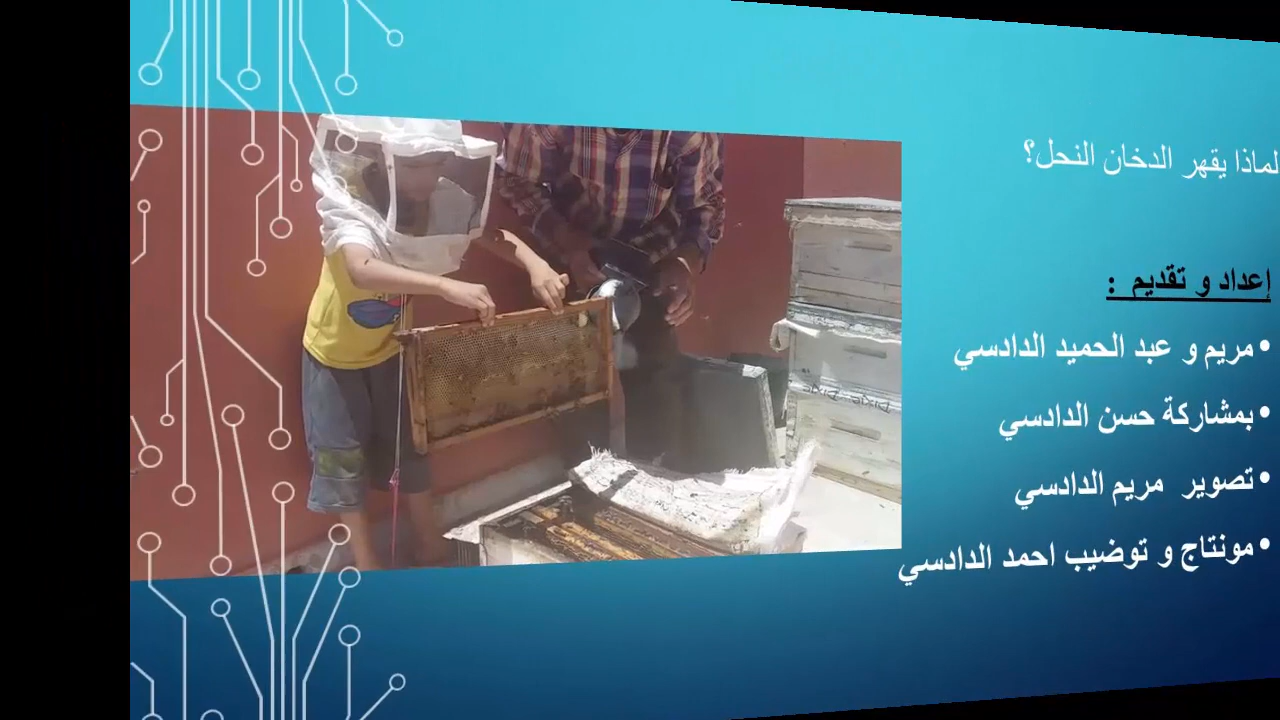 لماذا يقهر الدخان النحل؟
إعداد و تقديم :
• مريم و عبد الحميد الدادسي
• بمشاركة حسن الدادسي
• تصوير مريم الدادسي
• مونتاج و توضيب احمد الدادسي